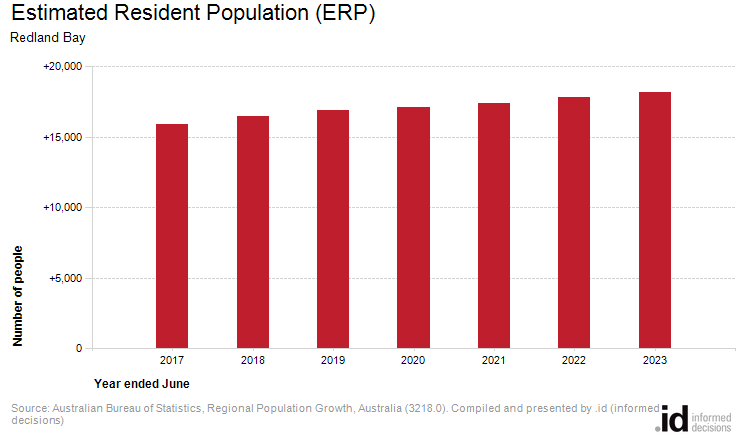 Estimated Resident Population (ERP)
Redland Bay
+20,000
+15,000
+10,000
+5,000
0
Number of people
2017 2018 2019 2020 2021 2022 2023
Year ended June
Source: Australian Bureau of Statistics, Regional Population Growth, Australia (3218.0). Compiled and presented by .id (informed
decisions)
.id informed
decisions